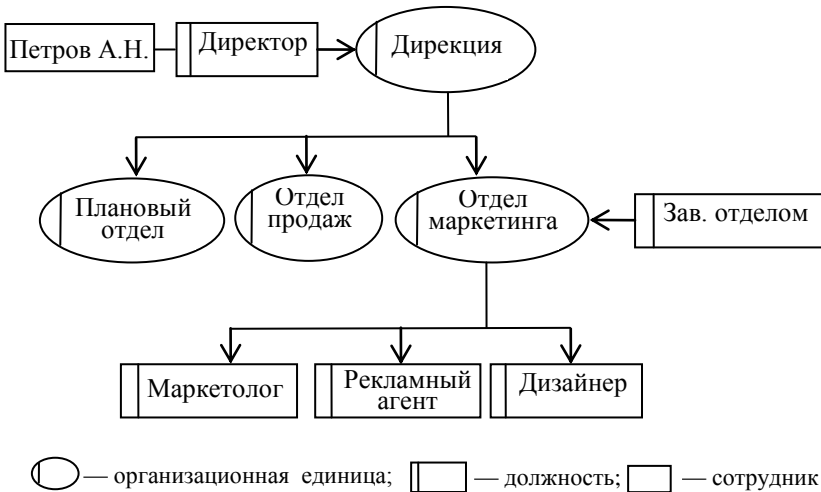 Петров А.Н.
Директор
Дирекция
Плановый
отдел
Отдел
продаж
Отдел
маркетинга
Зав. отделом
Маркетолог
Рекламный
агент
Дизайнер
— организационная единица; — должность; — сотрудник